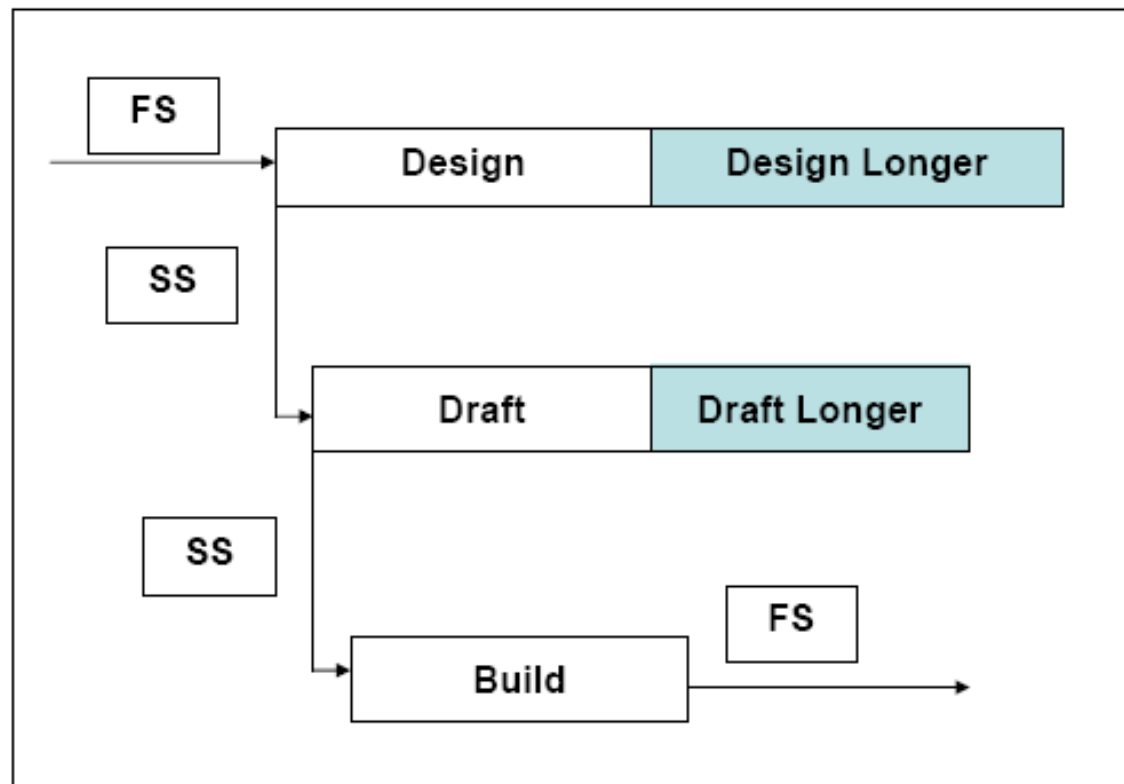 FS
Design
Design Longer
SS
Draft
Draft Longer
SS
FS
Build